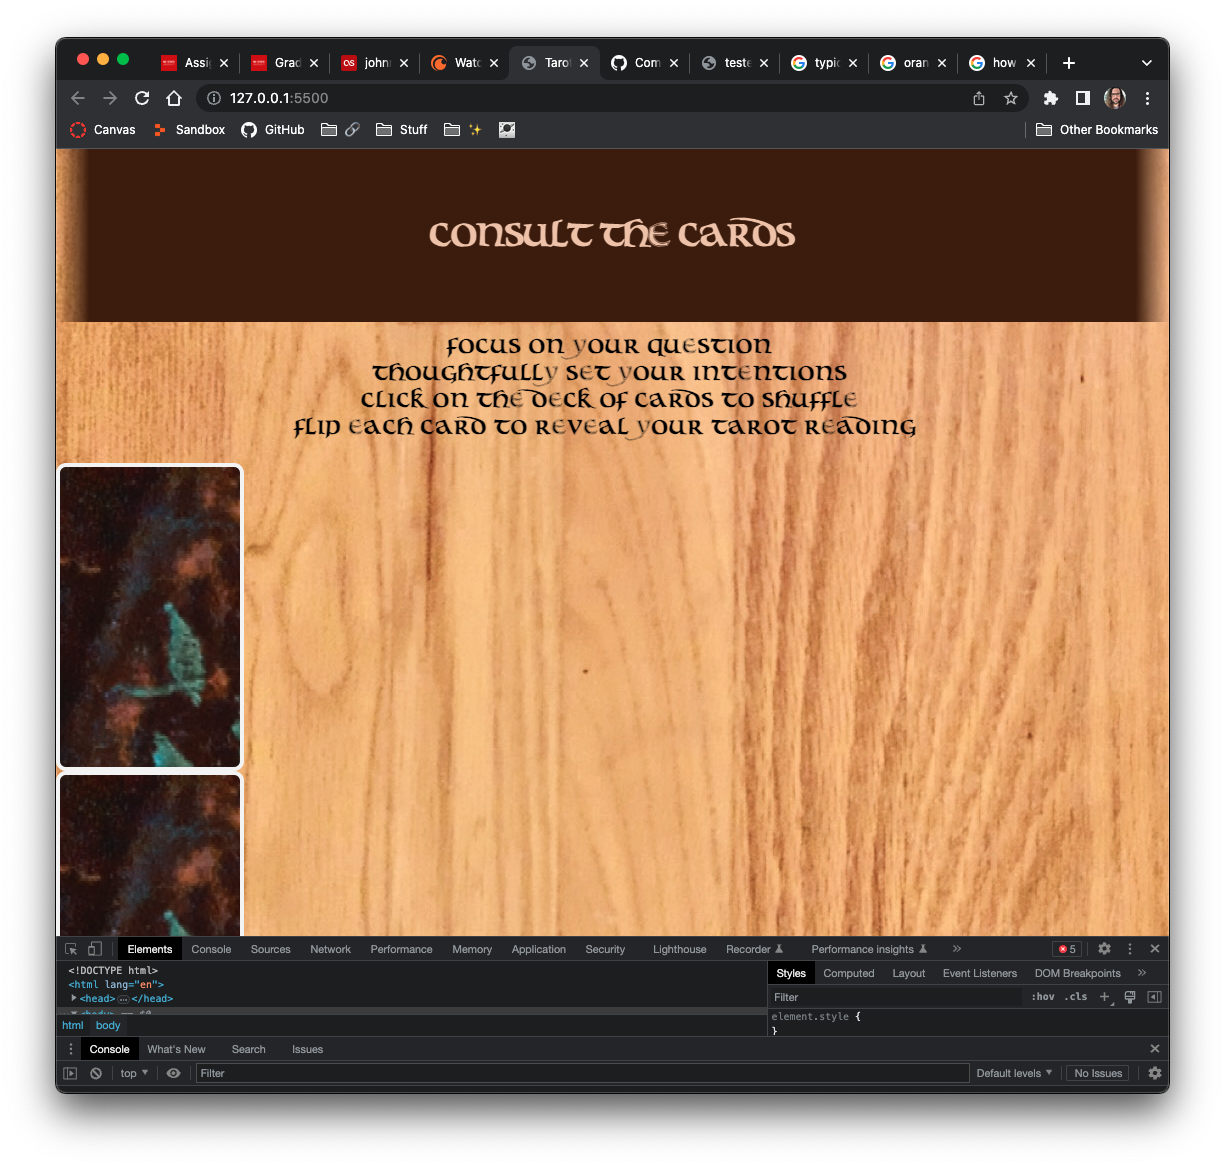 Assi
Grad
john
Watc
Taro
Com
teste
typic
oran
how
127.0.0.1:5500
Canvas
Sandbox
GitHub
Stuff
Other Bookmarks
CONSULT THE CARDS
FOCUS ON YOUR QUESTION
THOUGHTFULLY SET YOUR INTENTIONS
CLICK ON THE DECK OF CARDS TO SHUFFLE
FLIP EACH CARD TO REVEAL YOUR TAROT READING
Elements Console Sources Network Performance Memory Application Security Lighthouse Recorder Performance insights » 5
<!DOCTYPE html>
<html lang="en">
<head>…</head>
<body> == $0
html body
Styles Computed Layout Event Listeners DOM Breakpoints »
Filter :hov .cls
element.style {
}
Console What's New Search Issues
top Filter Default levels No Issues